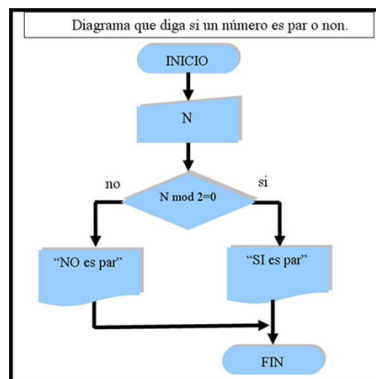 Diagrama que diga si un número es par o non.
INICIO
N
no
si
N mod 2=0
“NO es par”
“SI es par”
FIN